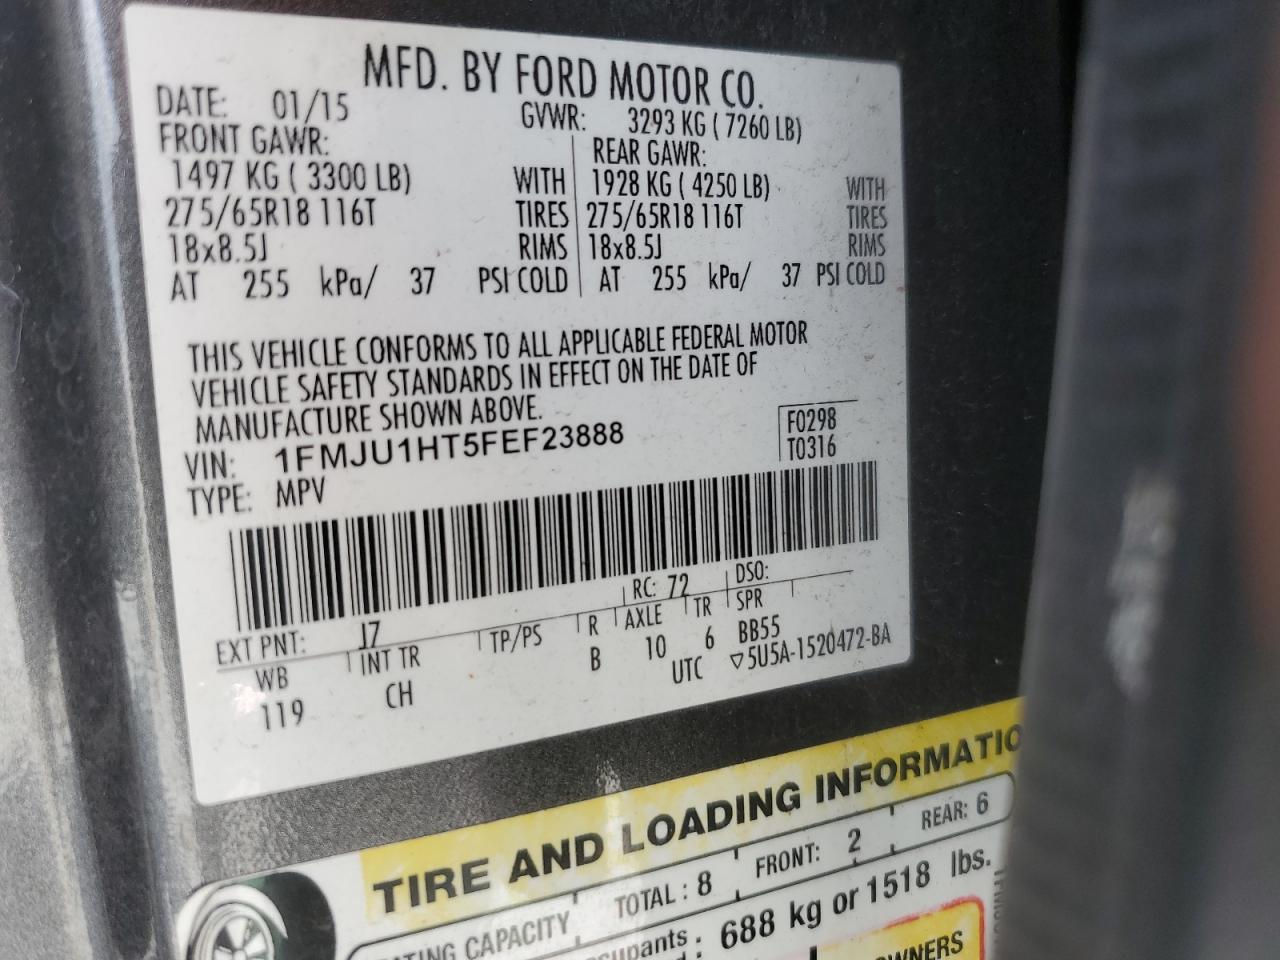 MFD. BY FORD MOTOR CO.
DATE: 01/15 GVWR: 3293 KG ( 7260 LB)
FRONT GAWR: REAR GAWR:
1497 KG ( 3300 LB) WITH 1928 KG ( 4250 LB) WITH
275/65R18 116T TIRES 275/65R18 116T TIRES
18x8.5J RIMS 18x8.5J RIMS
AT 255 kPa/ 37 PSI COLD AT 255 kPa/ 37 PSI COLD
THIS VEHICLE CONFORMS TO ALL APPLICABLE FEDERAL MOTOR
VEHICLE SAFETY STANDARDS IN EFFECT ON THE DATE OF
MANUFACTURE SHOWN ABOVE.
VIN: 1FMJU1HT5FEF23888 F0298
TYPE: MPV T0316
EXT PNT: J7 RC: 72 DSO:
WB INT TR TP/PS R AXLE TR SPR
119 CH B 10 6 BB55
UTC ▽5U5A-1520472-BA
TIRE AND LOADING INFORMATIO
TING CAPACITY TOTAL : 8 FRONT: 2 REAR: 6
cupants : 688 kg or 1518 lbs.
WNERS